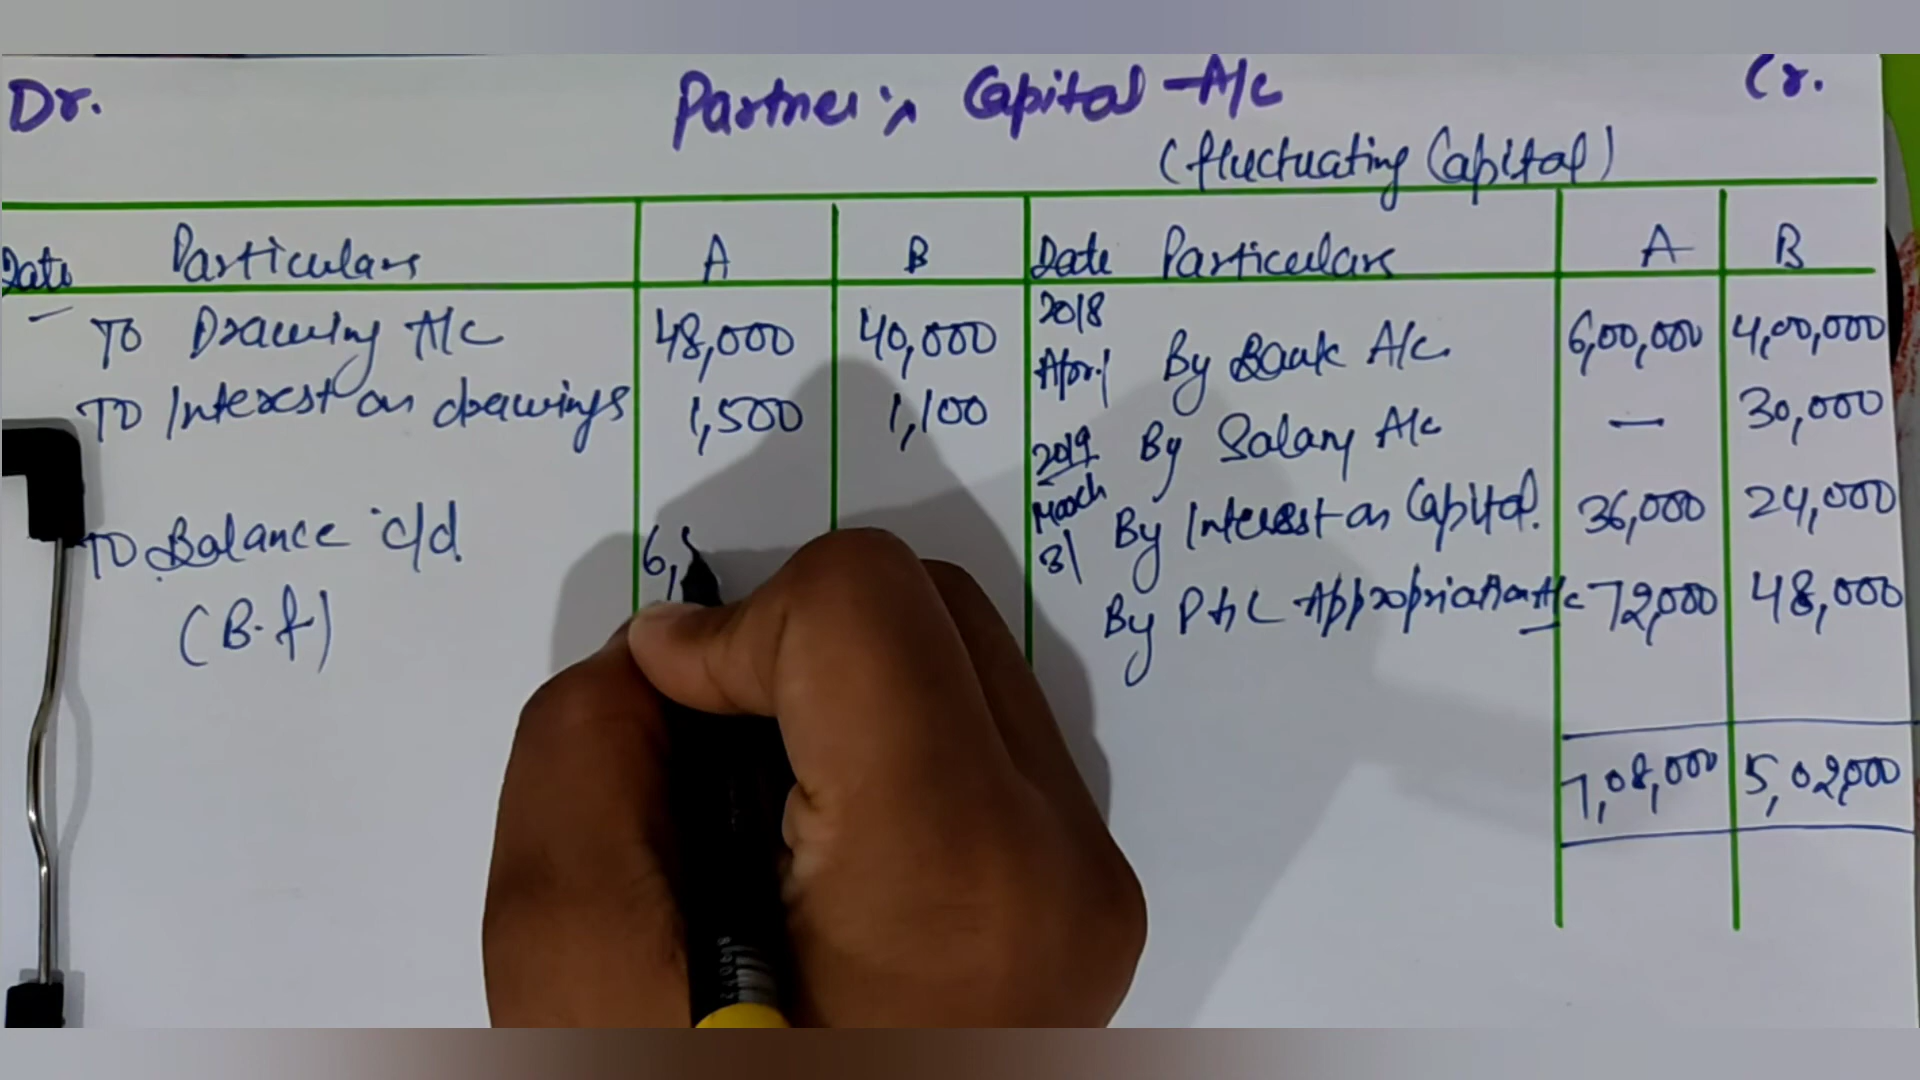 Dr. Partner's Capital A/c Cr.
(fluctuating Capital)
Date Particulars A B Date Particulars A B
To Drawing A/c 48,000 40,000 2018 Apr.1 By Bank A/c 6,00,000 4,00,000
To Interest on drawings 1,500 1,100 2019 March 31 By Salary A/c — 30,000
To Balance c/d 6, By Interest on Capital. 36,000 24,000
(B.f) By P & L Appropriation A/c 72,000 48,000
7,08,000 5,02,000